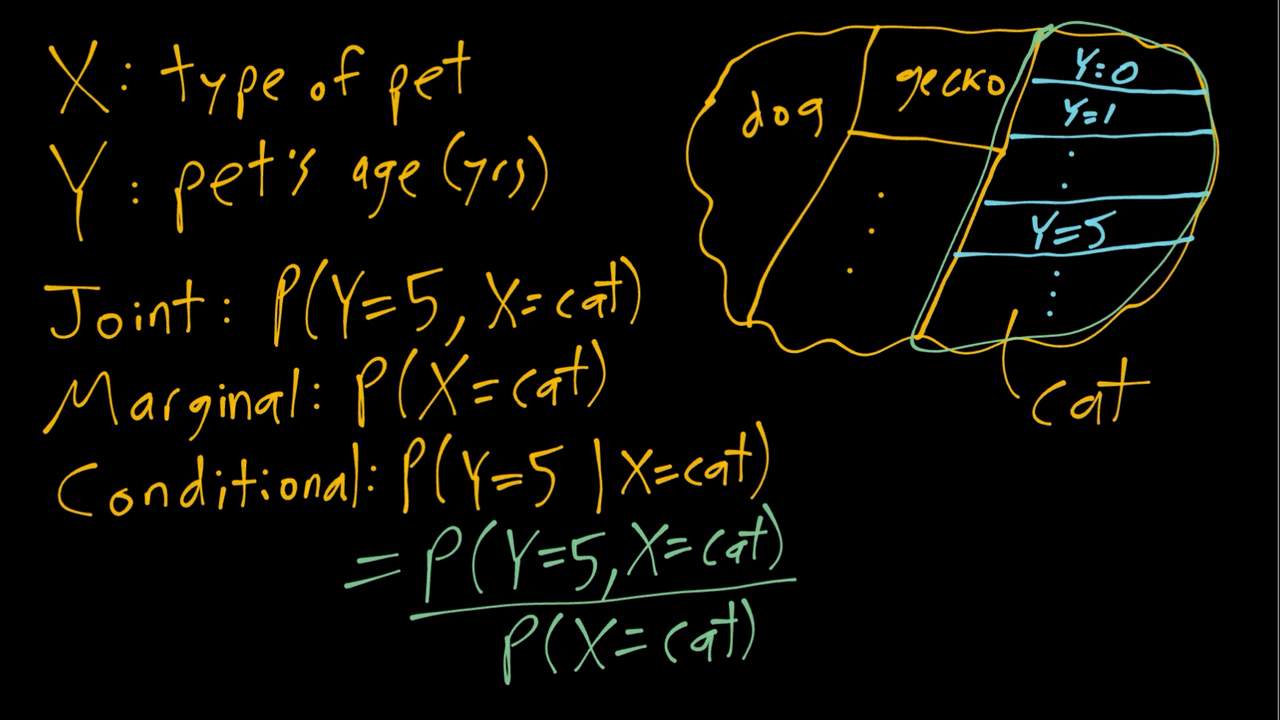 X: type of pet
Y: pet's age (yrs)
Joint: P(Y=5, X=cat)
Marginal: P(X=cat)
Conditional: P(Y=5 | X=cat)
= P(Y=5, X=cat)
P(X=cat)
dog
gecko
Y=0
Y=1
Y=5
cat